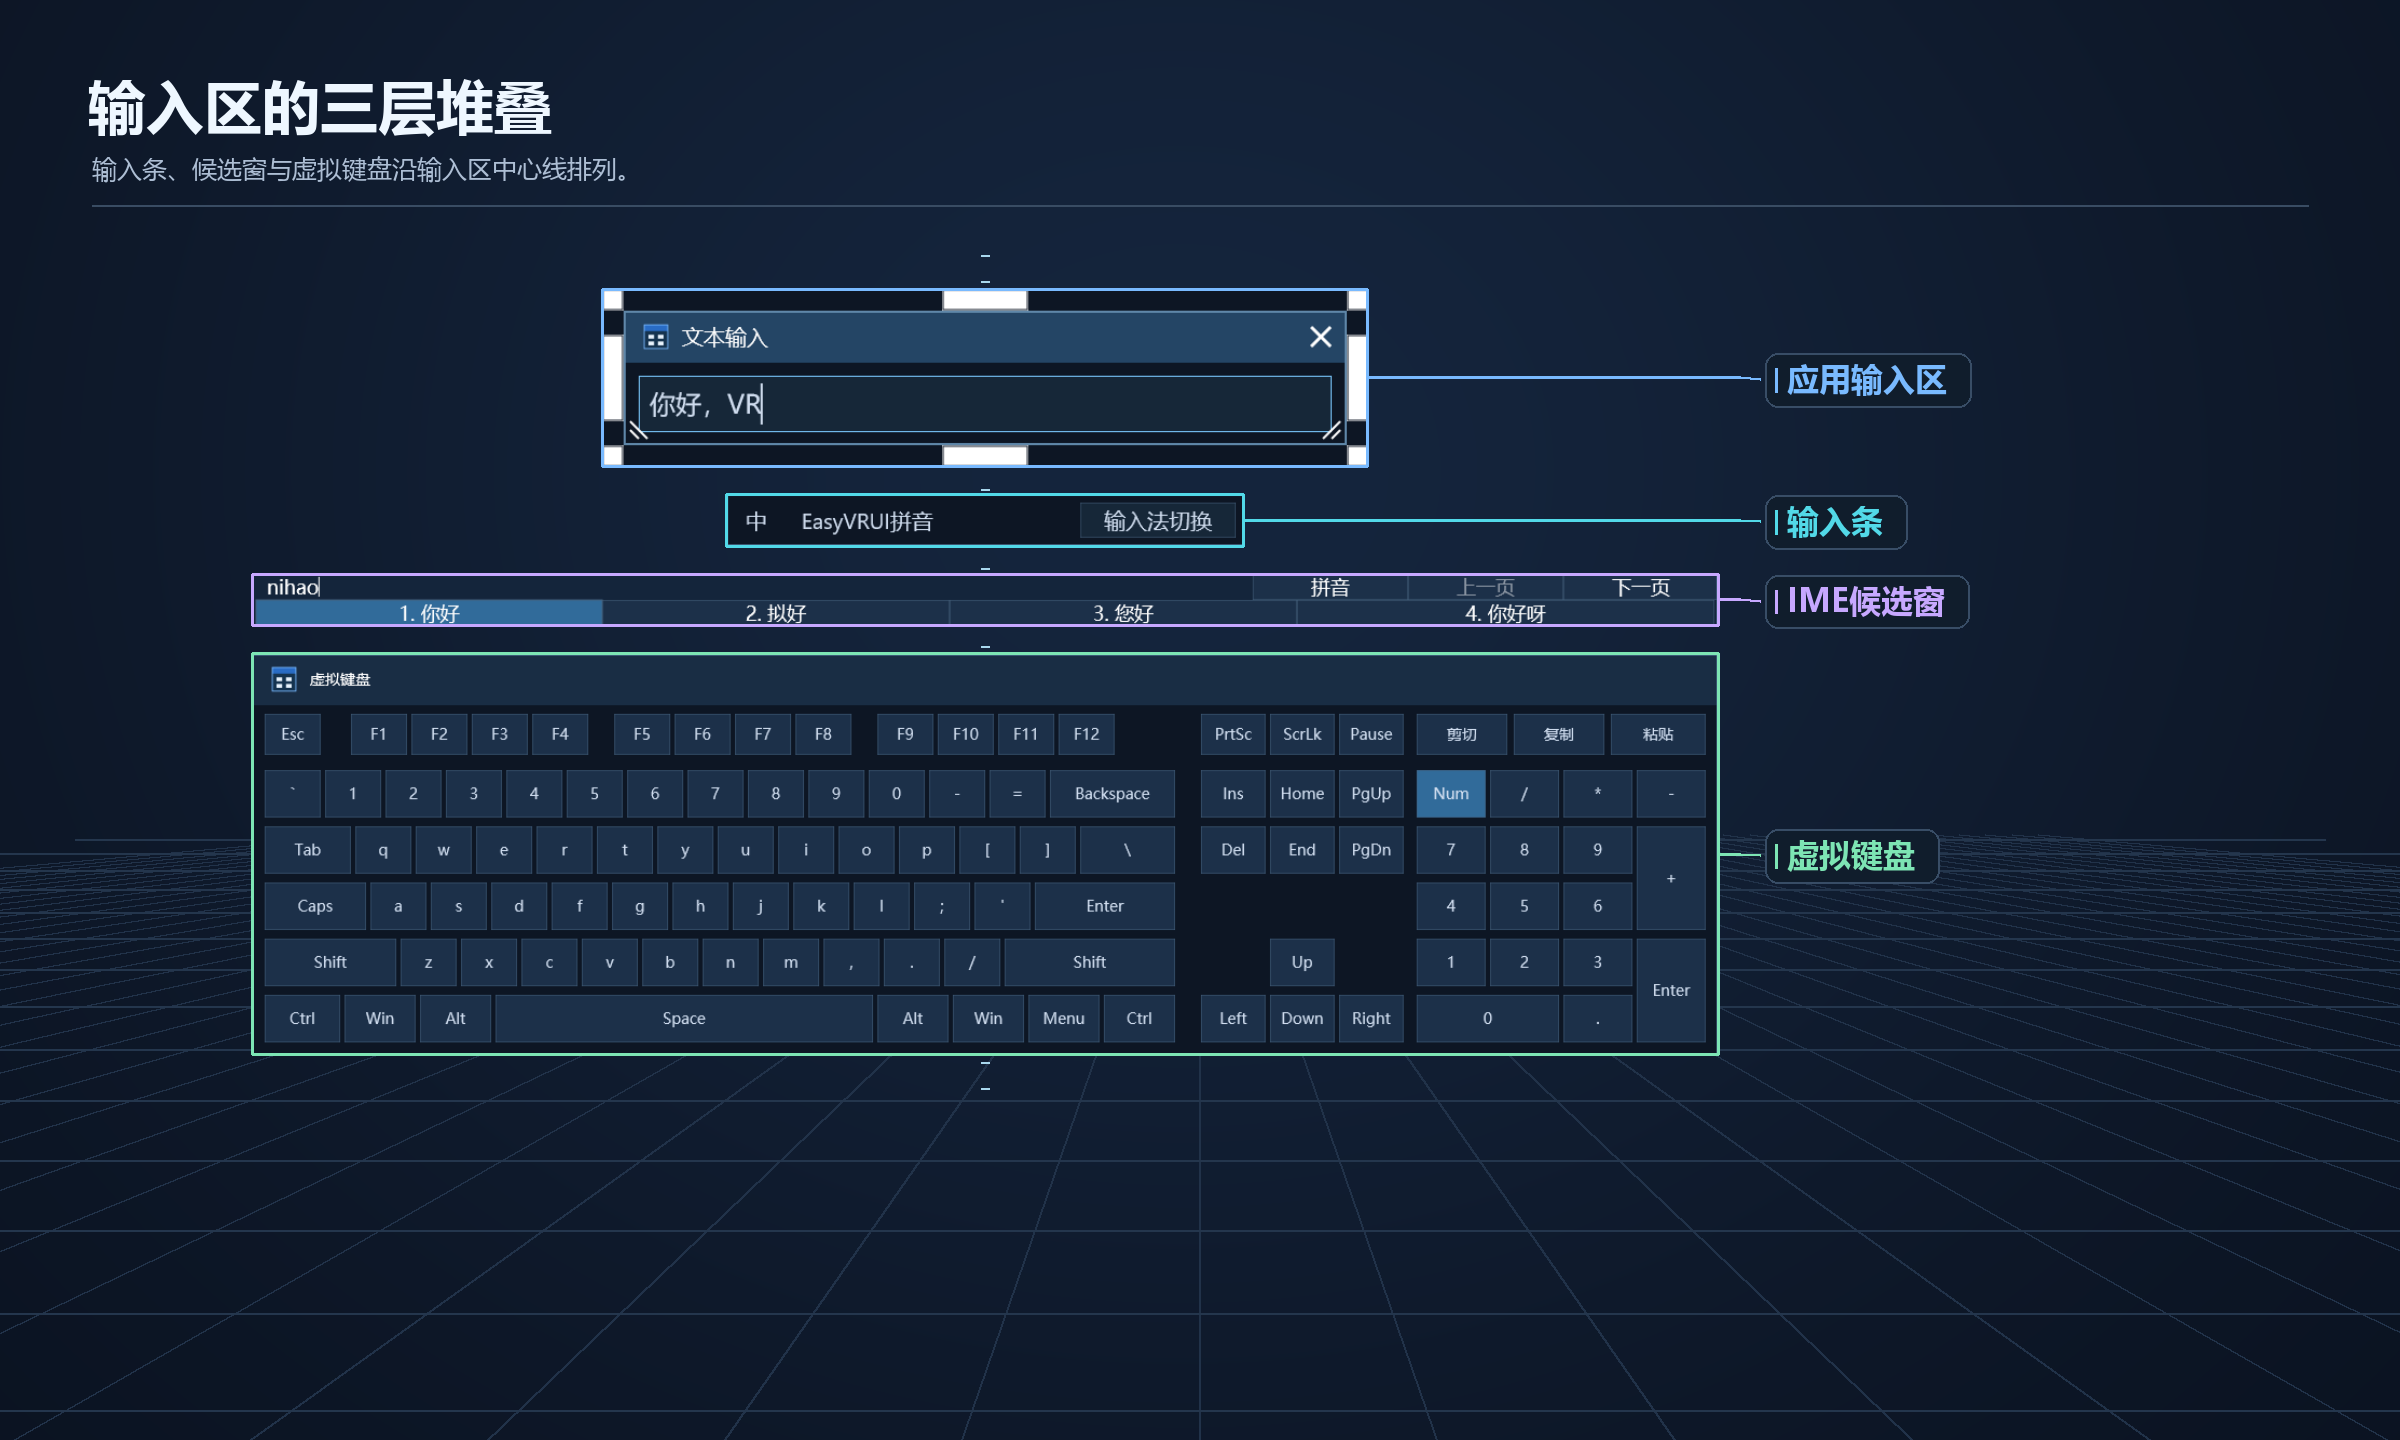 输入区的三层堆叠
输入条、候选窗与虚拟键盘沿输入区中心线排列。
文本输入
你好，VR
应用输入区
中 EasyVRUI拼音 输入法切换
输入条
nihao 拼音 上一页 下一页
1. 你好 2. 拟好 3. 您好 4. 你好呀
IME候选窗
虚拟键盘
Esc F1 F2 F3 F4 F5 F6 F7 F8 F9 F10 F11 F12 PrtSc ScrLk Pause 剪切 复制 粘贴
` 1 2 3 4 5 6 7 8 9 0 - = Backspace Ins Home PgUp Num / * -
Tab q w e r t y u i o p [ ] \ Del End PgDn 7 8 9 +
虚拟键盘
Caps a s d f g h j k l ; ' Enter 4 5 6
Shift z x c v b n m , . / Shift Up 1 2 3 Enter
Ctrl Win Alt Space Alt Win Menu Ctrl Left Down Right 0 .